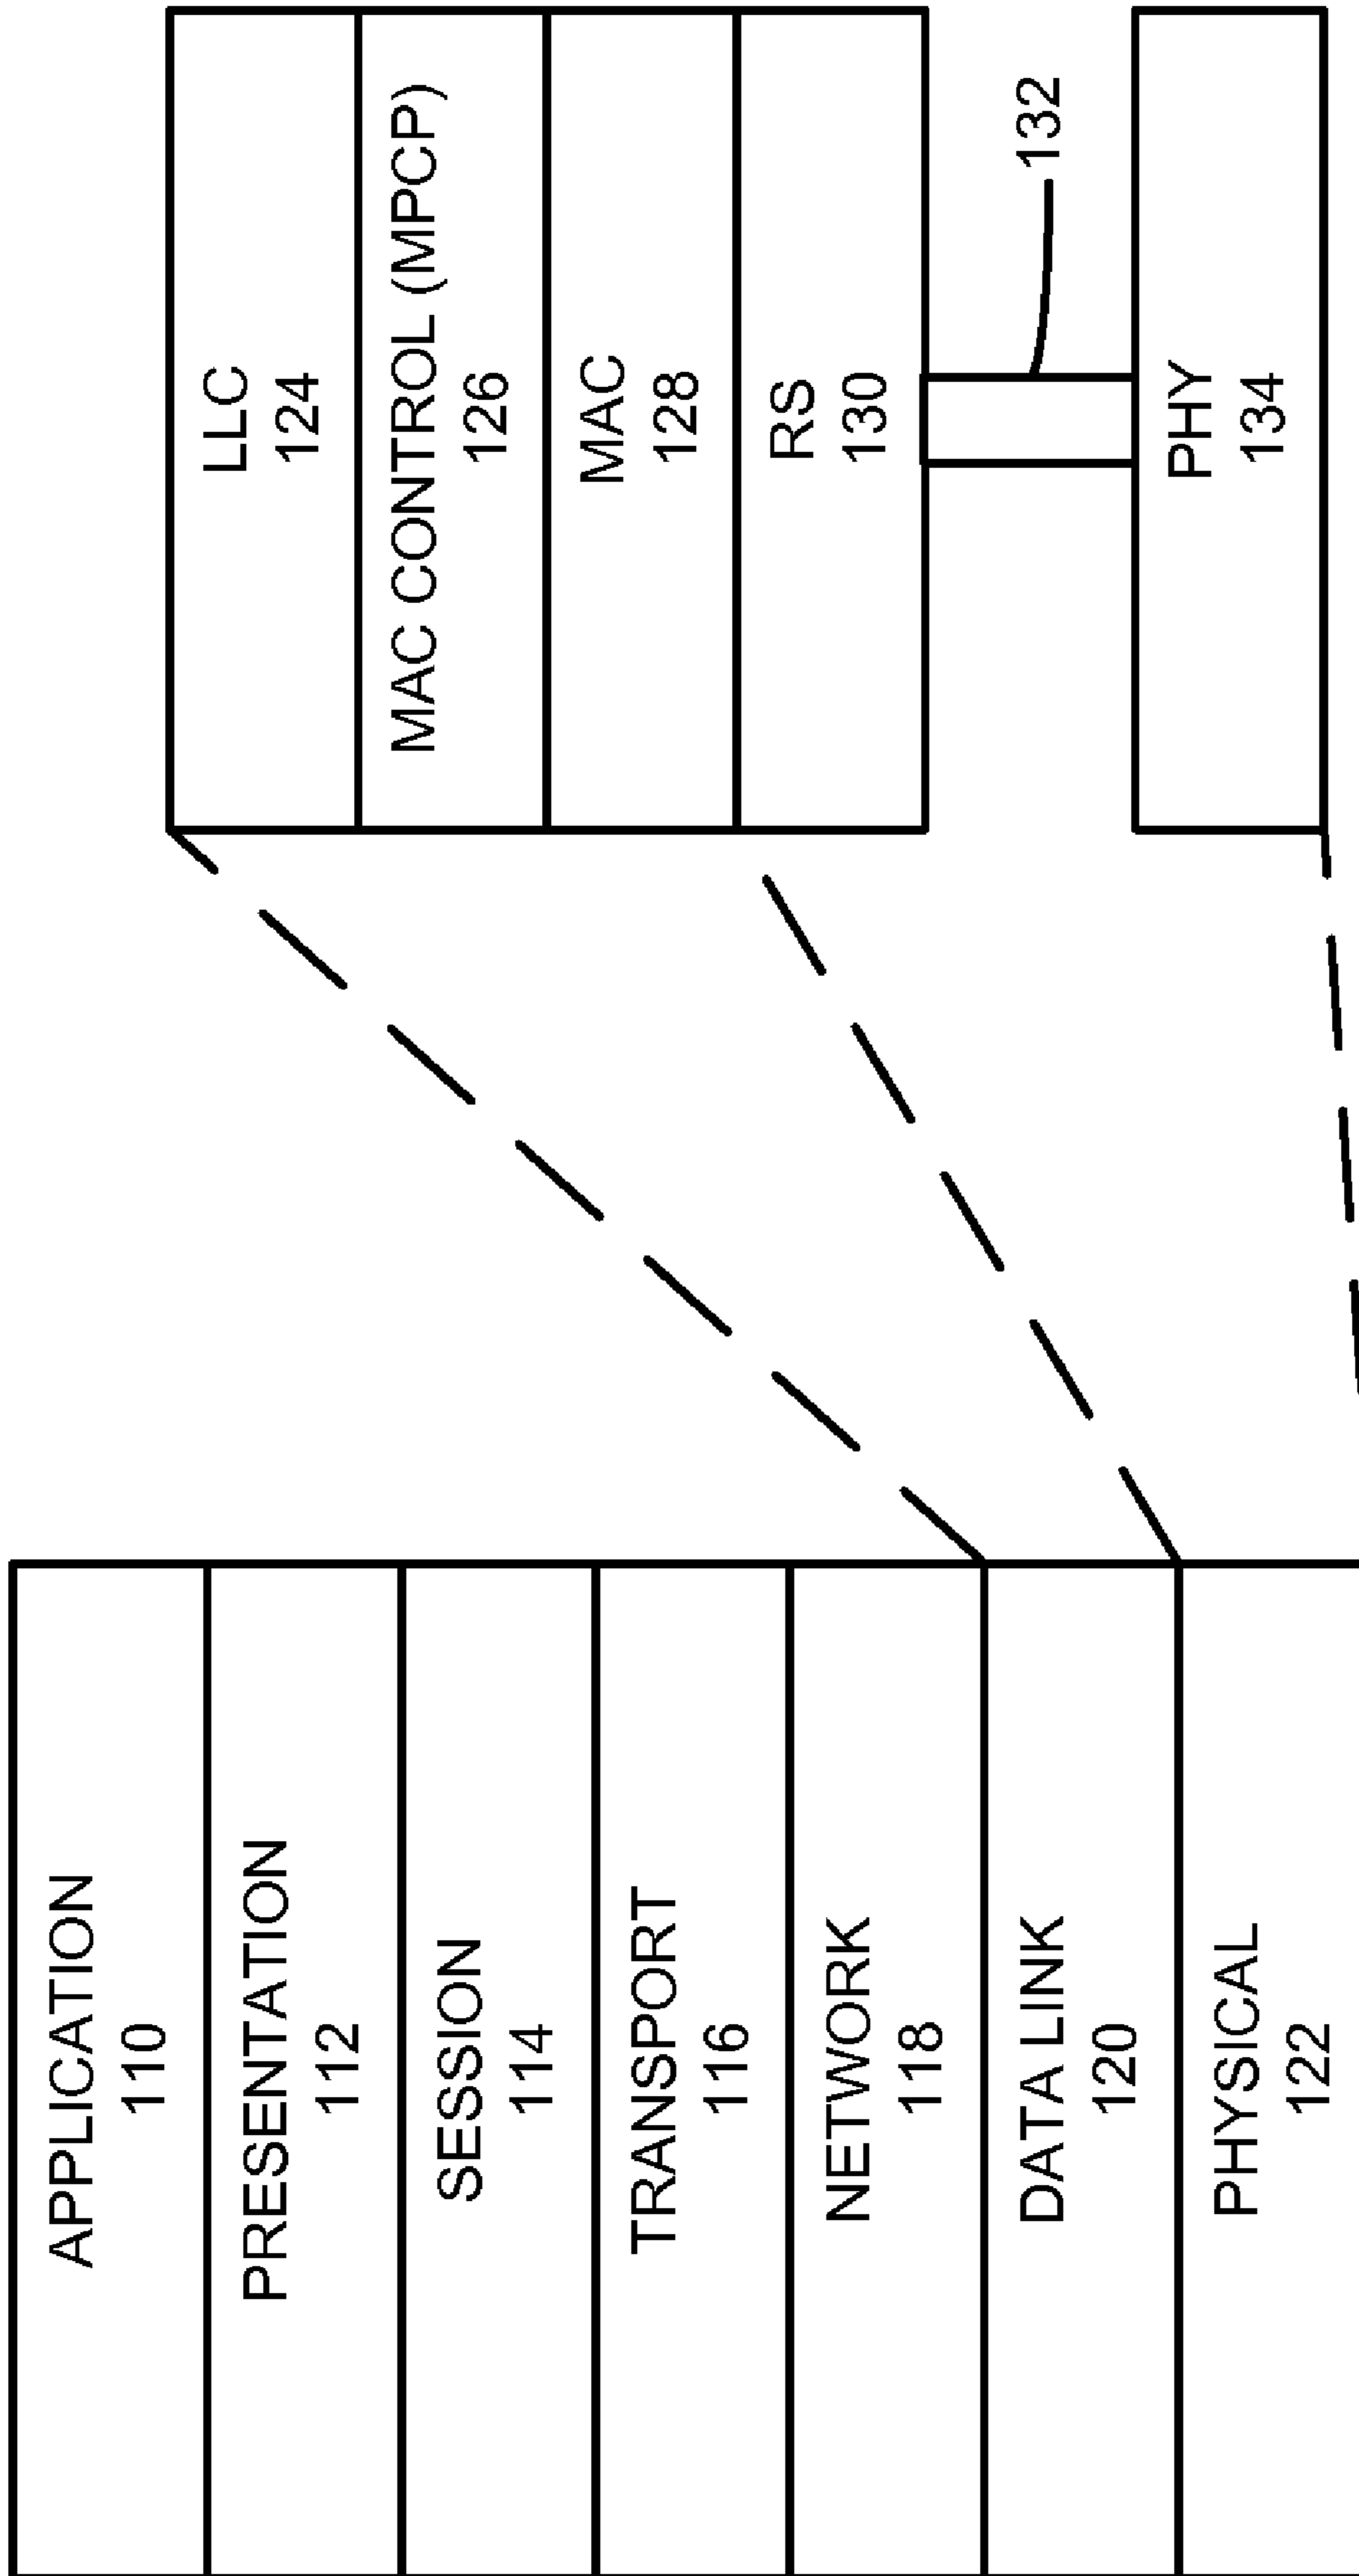 APPLICATION
110
PRESENTATION
112
SESSION
114
TRANSPORT
116
NETWORK
118
DATA LINK
120
PHYSICAL
122
LLC
124
MAC CONTROL (MPCP)
126
MAC
128
RS
130
132
PHY
134